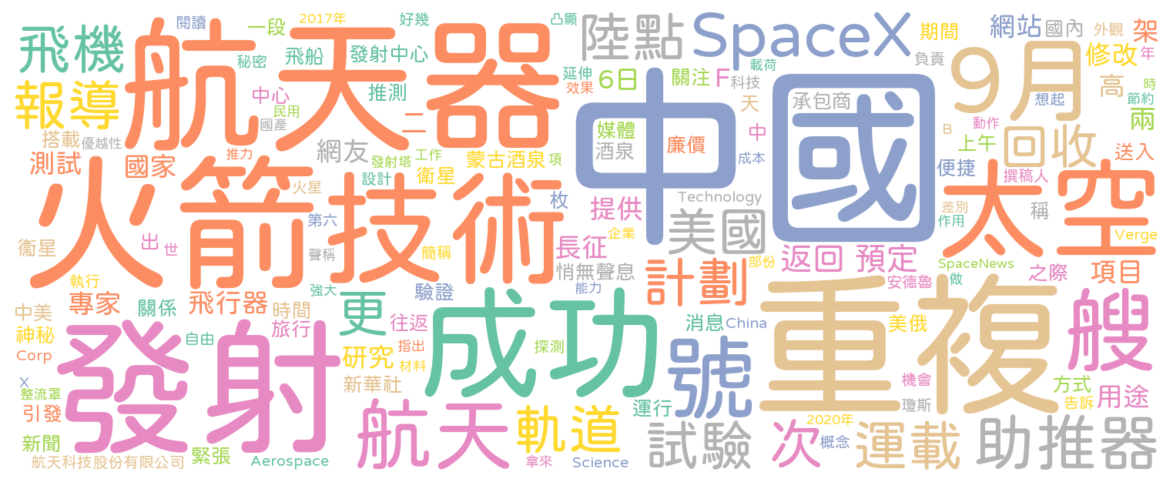 閱讀
2017年
一段
好幾
凸顯
陸點
SpaceX
期間
網站
國內
外觀
架
飛機
航天器
秘密
飛船
發射中心
延伸
效果
6日
關注
F
載荷
科技
負責
9月
修改
年
報導
中心
民用
國產
推測
二
中國
天
承包商
想起
高
時
節約
兩
搭載
優越性
網友
發射塔
工作
蒙古酒泉
項
媒體
酒泉
廉價
中
成本
B
動作
上午
回收
測試
國家
推力
設計
衛星
便捷
撰稿人
送入
火箭技術
火星
第六
枚
提供
Technology
太空
差別
作用
稱
衞星
出
世
聲稱
簡稱
長征
企業
美國
返回
預定
Verge
執行
強大
驗證
悄無聲息
能力
計劃
部份
安德魯
SpaceNews
做
之際
項目
中美
神秘
專家
關係
飛行器
時間
旅行
更
往返
成功
消息
China
重複
美俄
艘
Corp
發射
自由
研究
指出
材料
探測
號
機會
瓊斯
方式
告訴
用途
X
整流罩
引發
新華社
運行
2020年
新聞
緊張
航天
軌道
試驗
次
概念
運載
助推器
航天科技股份有限公司
Aerospace
拿來
Science